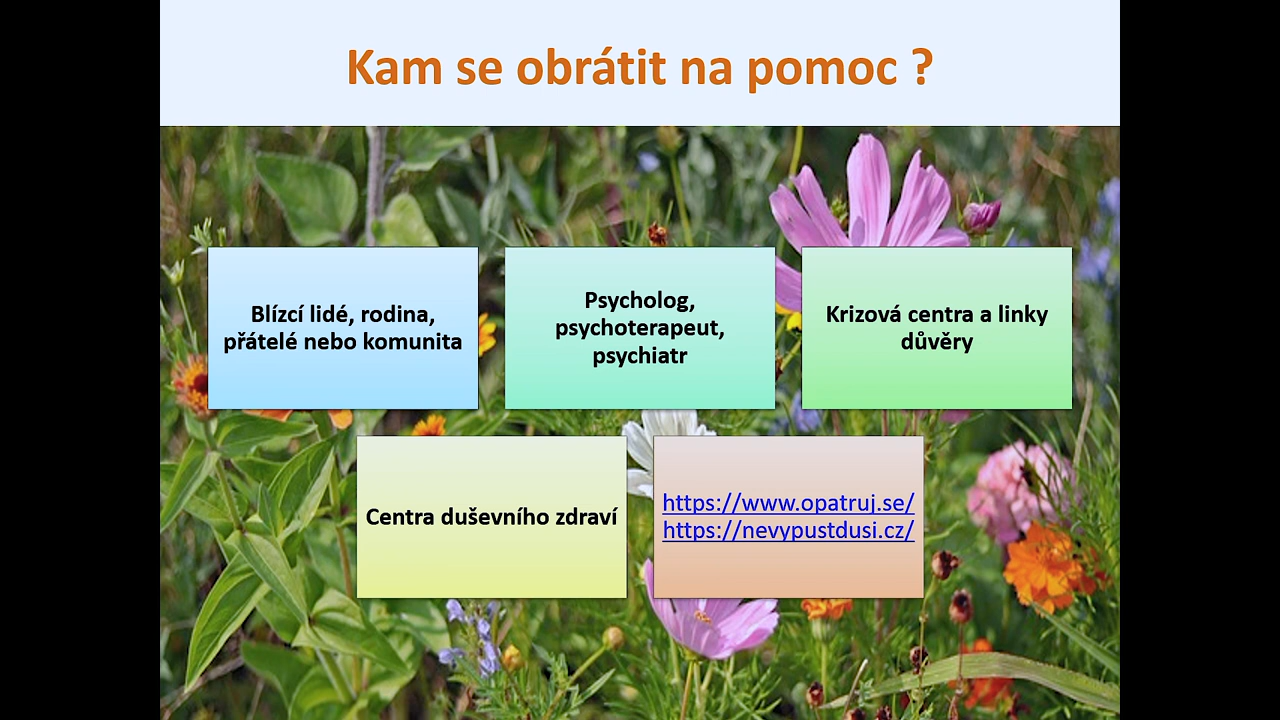 Kam se obrátit na pomoc ?
Blízcí lidé, rodina,
přátelé nebo komunita
Psycholog,
psychoterapeut,
psychiatr
Krizová centra a linky
důvěry
Centra duševního zdraví
https://www.opatruj.se/
https://nevypustdusi.cz/